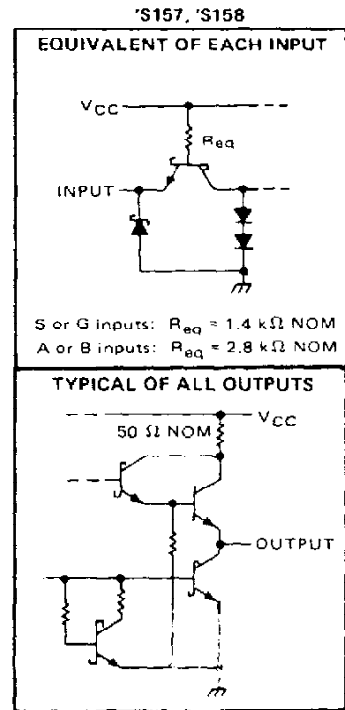 'S157, 'S158
EQUIVALENT OF EACH INPUT
VCC
Req
INPUT
S or G inputs: Req = 1.4 kΩ NOM
A or B inputs: Req = 2.8 kΩ NOM
TYPICAL OF ALL OUTPUTS
VCC
50 Ω NOM
OUTPUT